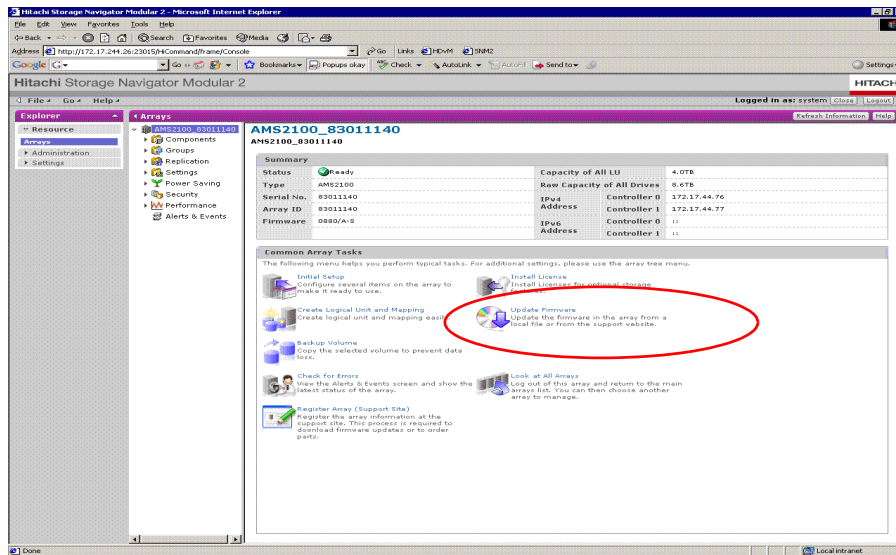 Hitachi Storage Navigator Modular 2 - Microsoft Internet Explorer
File Edit View Favorites Tools Help
Back Search Favorites Media
Address http://172.17.244.26:23015/HiCommand/frame/Console Go Links HDvM SNM2
Google G Go Bookmarks Popups okay Check AutoLink AutoFill Send to Settings
Hitachi Storage Navigator Modular 2 HITACH
File Go Help Logged in as: system Close Logout
Explorer Arrays Refresh Information Help
Resource
Arrays
Administration
Settings
AMS2100_83011140
Components
Groups
Replication
Settings
Power Saving
Security
Performance
Alerts & Events
AMS2100_83011140
AMS2100_83011140
Summary
Status Ready Capacity of All LU 4.0TB
Type AMS2100 Raw Capacity of All Drives 8.6TB
Serial No. 83011140 IPv4 Address Controller 0 172.17.44.76
Array ID 83011140 Controller 1 172.17.44.77
Firmware 0880/A-S IPv6 Address Controller 0 ::
Controller 1 ::
Common Array Tasks
The following menu helps you perform typical tasks. For additional settings, please use the array tree menu.
Initial Setup
Configure several items on the array to
make it ready to use.
Install License
Install Licenses for optional storage
features.
Create Logical Unit and Mapping
Create logical unit and mapping easily.
Update Firmware
Update the firmware in the array from a
local file or from the support website.
Backup Volume
Copy the selected volume to prevent data
loss.
Check for Errors
View the Alerts & Events screen and show the
latest status of the array.
Look at All Arrays
Log out of this array and return to the main
arrays list. You can then choose another
array to manage.
Register Array (Support Site)
Register the array information at the
support site. This process is required to
download firmware updates or to order
parts.
Done Local intranet